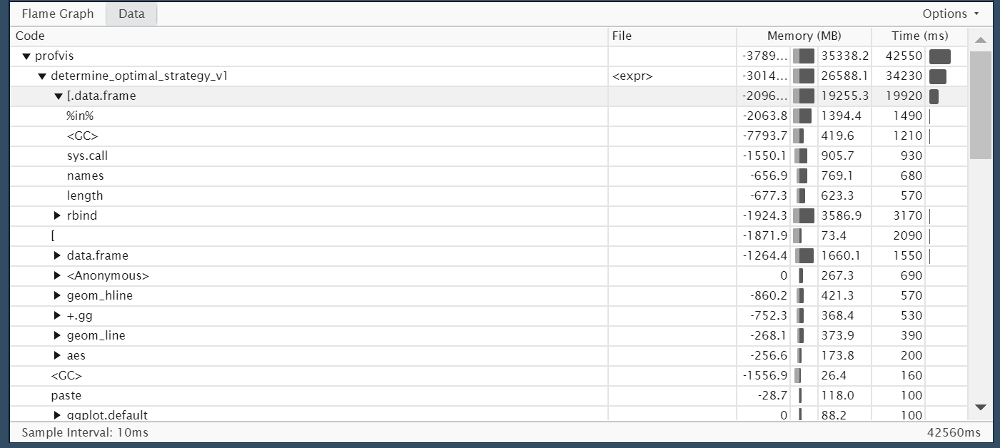 Flame Graph Data Options
Code File Memory (MB) Time (ms)
profvis -3789... 35338.2 42550
determine_optimal_strategy_v1 <expr> -3014... 26588.1 34230
[.data.frame -2096... 19255.3 19920
%in% -2063.8 1394.4 1490
<GC> -7793.7 419.6 1210
sys.call -1550.1 905.7 930
names -656.9 769.1 680
length -677.3 623.3 570
rbind -1924.3 3586.9 3170
[ -1871.9 73.4 2090
data.frame -1264.4 1660.1 1550
<Anonymous> 0 267.3 690
geom_hline -860.2 421.3 570
+.gg -752.3 368.4 530
geom_line -268.1 373.9 390
aes -256.6 173.8 200
<GC> -1556.9 26.4 160
paste -28.7 118.0 100
ggplot.default 0 88.2 100
Sample Interval: 10ms 42560ms